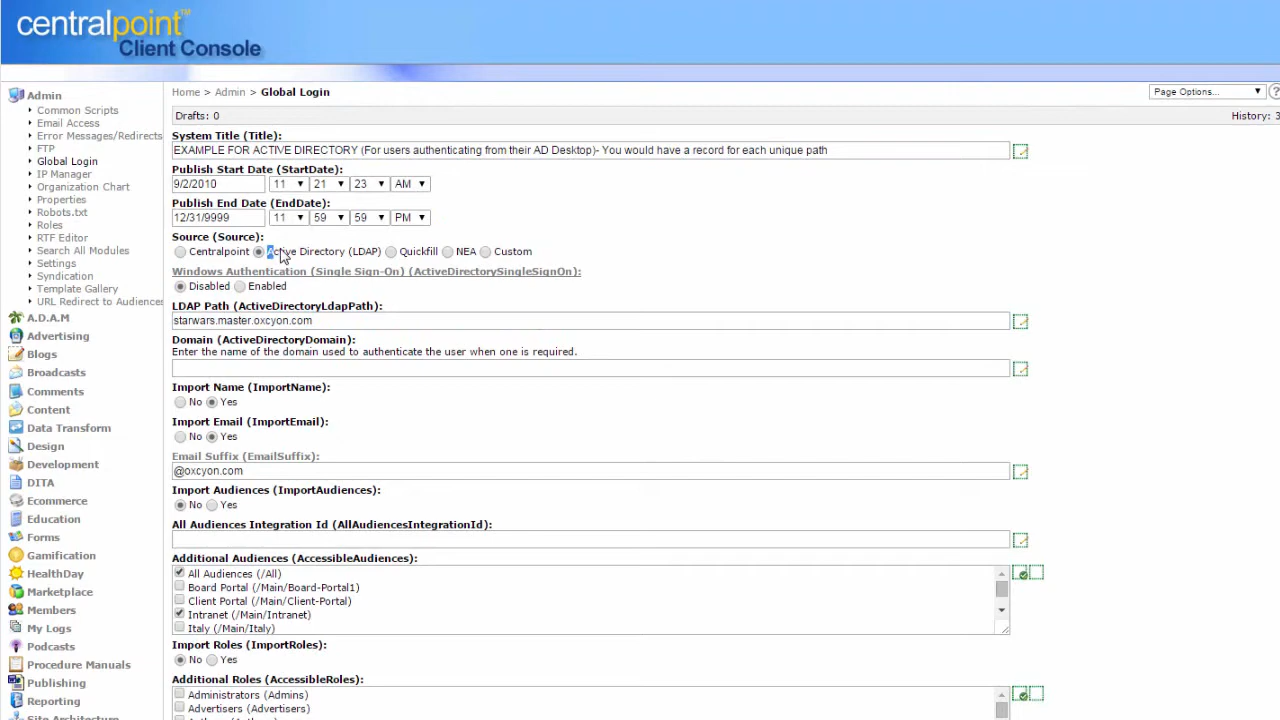 centralpoint™
Client Console
Home > Admin > Global Login
Page Options...
?
Drafts: 0
History: 3
System Title (Title):
EXAMPLE FOR ACTIVE DIRECTORY (For users authenticating from their AD Desktop)- You would have a record for each unique path
Publish Start Date (StartDate):
9/2/2010 11 21 23 AM
Publish End Date (EndDate):
12/31/9999 11 59 59 PM
Source (Source):
Centralpoint Active Directory (LDAP) Quickfill NEA Custom
Windows Authentication (Single Sign-On) (ActiveDirectorySingleSignOn):
Disabled Enabled
LDAP Path (ActiveDirectoryLdapPath):
starwars.master.oxcyon.com
Domain (ActiveDirectoryDomain):
Enter the name of the domain used to authenticate the user when one is required.
Import Name (ImportName):
No Yes
Import Email (ImportEmail):
No Yes
Email Suffix (EmailSuffix):
@oxcyon.com
Import Audiences (ImportAudiences):
No Yes
All Audiences Integration Id (AllAudiencesIntegrationId):
Additional Audiences (AccessibleAudiences):
All Audiences (/All)
Board Portal (/Main/Board-Portal1)
Client Portal (/Main/Client-Portal)
Intranet (/Main/Intranet)
Italy (/Main/Italy)
Import Roles (ImportRoles):
No Yes
Additional Roles (AccessibleRoles):
Administrators (Admins)
Advertisers (Advertisers)
Admin
Common Scripts
Email Access
Error Messages/Redirects
FTP
Global Login
IP Manager
Organization Chart
Properties
Robots.txt
Roles
RTF Editor
Search All Modules
Settings
Syndication
Template Gallery
URL Redirect to Audiences
A.D.A.M
Advertising
Blogs
Broadcasts
Comments
Content
Data Transform
Design
Development
DITA
Ecommerce
Education
Forms
Gamification
HealthDay
Marketplace
Members
My Logs
Podcasts
Procedure Manuals
Publishing
Reporting
Site Architecture